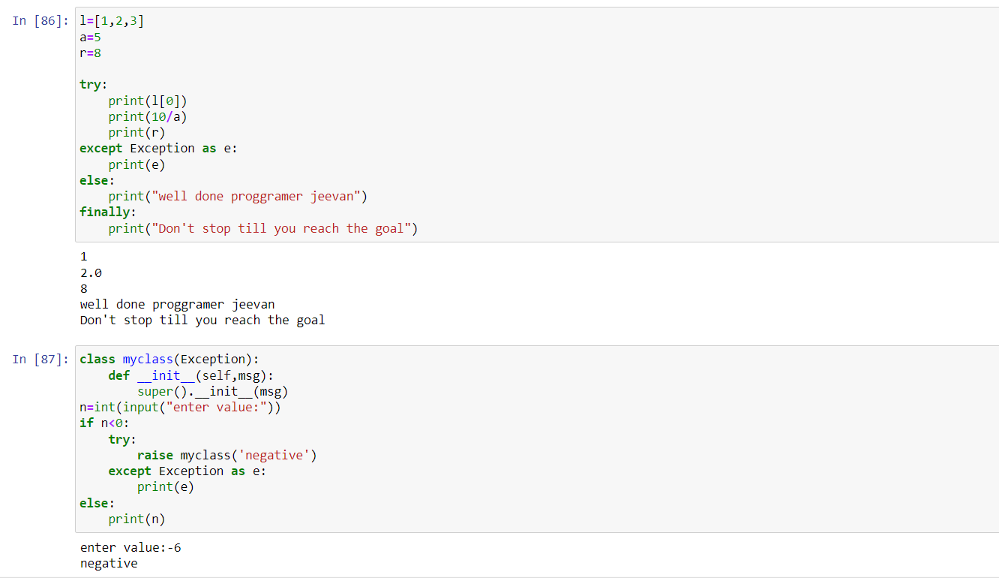 In [86]: l=[1,2,3]
a=5
r=8
try:
    print(l[0])
    print(10/a)
    print(r)
except Exception as e:
    print(e)
else:
    print("well done proggramer jeevan")
finally:
    print("Don't stop till you reach the goal")
1
2.0
8
well done proggramer jeevan
Don't stop till you reach the goal
In [87]: class myclass(Exception):
    def __init__(self,msg):
        super().__init__(msg)
n=int(input("enter value:"))
if n<0:
    try:
        raise myclass('negative')
    except Exception as e:
        print(e)
else:
    print(n)
enter value:-6
negative